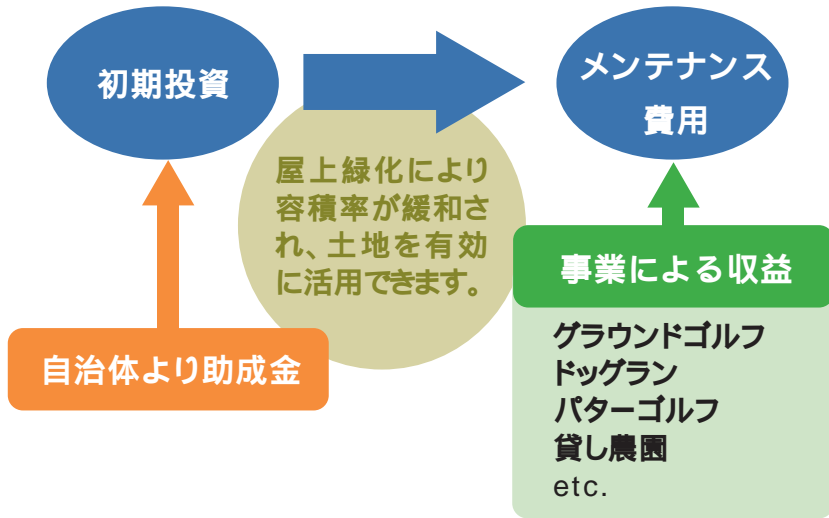 初期投資
メンテナンス
費用
屋上緑化により
容積率が緩和さ
れ、土地を有効
に活用できます。
自治体より助成金
事業による収益
グラウンドゴルフ
ドッグラン
パターゴルフ
貸し農園
etc.